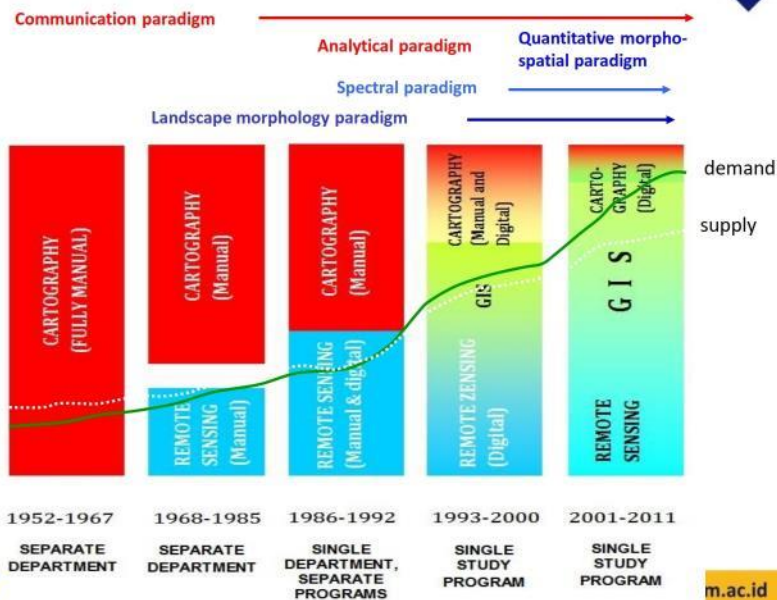 Communication paradigm
Analytical paradigm
Quantitative morpho-
spatial paradigm
Spectral paradigm
Landscape morphology paradigm
CARTOGRAPHY
(FULLY MANUAL)
CARTOGRAPHY
(Manual)
REMOTE
SENSING
(Manual)
CARTOGRAPHY
(Manual)
REMOTE SENSING
(Manual & digital)
CARTOGRAPHY
(Manual and
Digital)
GIS
REMOTE ZENSING
(Digital)
CARTO-
GRAPHY
(Digital)
GIS
REMOTE
SENSING
demand
supply
1952-1967
1968-1985
1986-1992
1993-2000
2001-2011
SEPARATE
DEPARTMENT
SEPARATE
DEPARTMENT
SINGLE
DEPARTMENT,
SEPARATE
PROGRAMS
SINGLE
STUDY
PROGRAM
SINGLE
STUDY
PROGRAM
m.ac.id